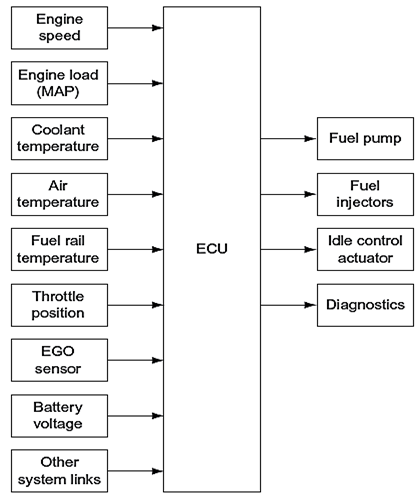 Engine
speed
Engine load
(MAP)
Coolant
temperature
Air
temperature
Fuel rail
temperature
Throttle
position
EGO
sensor
Battery
voltage
Other
system links
ECU
Fuel pump
Fuel
injectors
Idle control
actuator
Diagnostics